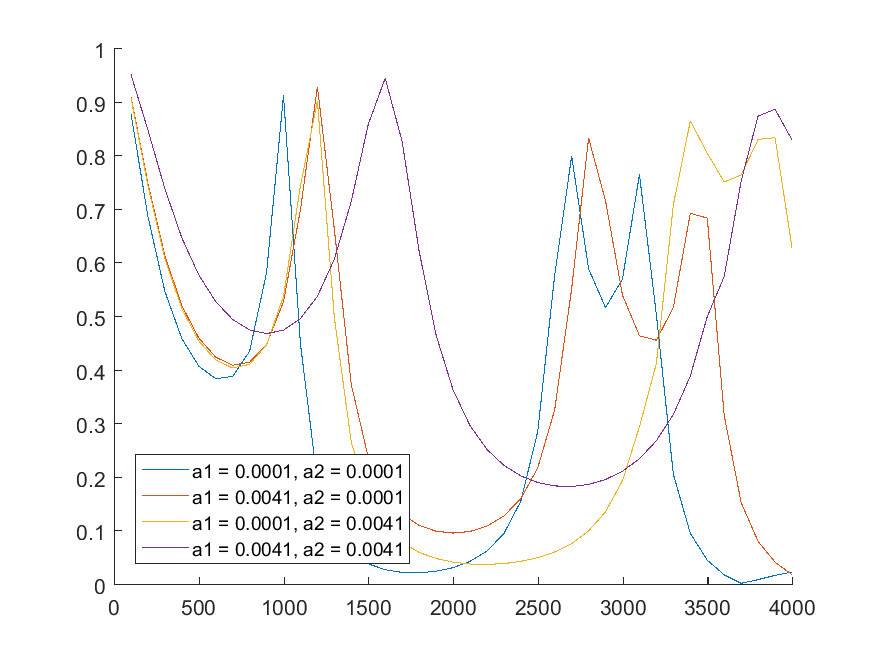 1
0.9
0.8
0.7
0.6
0.5
0.4
0.3
0.2
0.1
0
a1 = 0.0001, a2 = 0.0001
a1 = 0.0041, a2 = 0.0001
a1 = 0.0001, a2 = 0.0041
a1 = 0.0041, a2 = 0.0041
0 500 1000 1500 2000 2500 3000 3500 4000